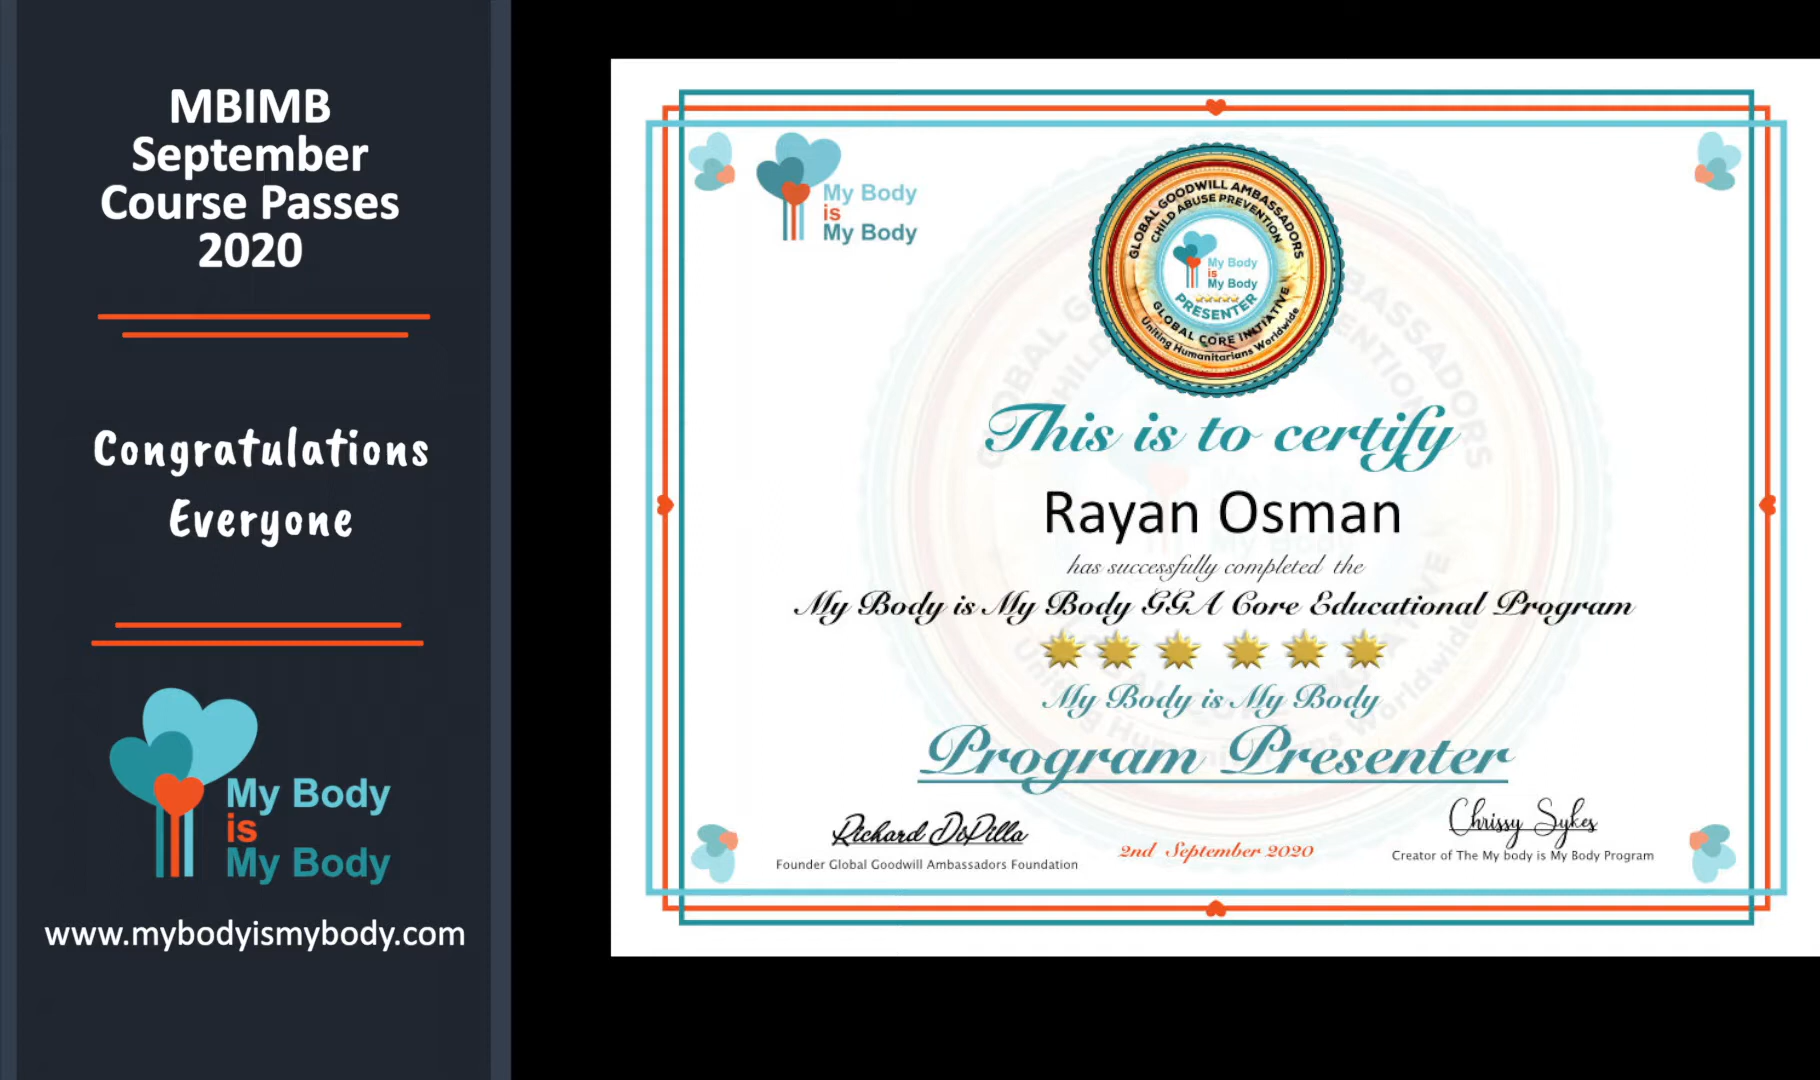 MBIMB
September
Course Passes
2020
Congratulations
Everyone
My Body
is
My Body
www.mybodyismybody.com
My Body
is
My Body
GLOBAL GOODWILL AMBASSADORS
CHILD ABUSE PREVENTION
My Body
is
My Body
PRESENTER
GLOBAL CORE INITIATIVE
Uniting Humanitarians Worldwide
This is to certify
Rayan Osman
has successfully completed the
My Body is My Body GGA Core Educational Program
My Body is My Body
Program Presenter
Richard DiPilla
Founder Global Goodwill Ambassadors Foundation
2nd September 2020
Chrissy Sykes
Creator of The My body is My Body Program